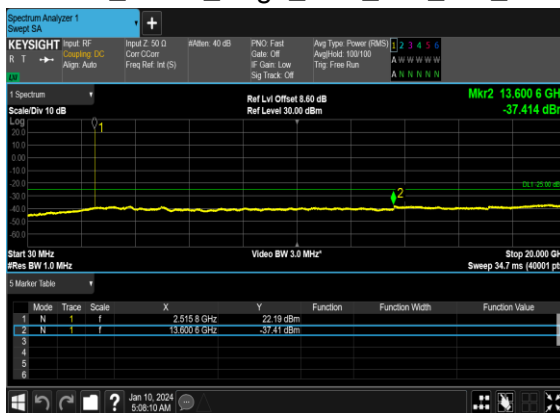 Spectrum Analyzer 1
Swept SA
KEYSIGHT
R T
Input: RF
Coupling: DC
Align: Auto
Input Z: 50 Ω
Corr CCorr
Freq Ref: Int (S)
#Atten: 40 dB
PNO: Fast
Gate: Off
IF Gain: Low
Sig Track: Off
Avg Type: Power (RMS)
Avg|Hold: 100/100
Trig: Free Run
1 2 3 4 5 6
A W W W W W
A N N N N N
1 Spectrum
Scale/Div 10 dB
Ref Lvl Offset 8.60 dB
Ref Level 30.00 dBm
Mkr2 13.600 6 GH
-37.414 dBr
Log
20.0
10.0
0.00
-10.0
-20.0
-30.0
-40.0
-50.0
-60.0
1
2
DL1 -25.00 dB
Start 30 MHz
#Res BW 1.0 MHz
Video BW 3.0 MHz*
Stop 20.000 GH
Sweep 34.7 ms (40001 pt
5 Marker Table
Mode Trace Scale X Y Function Function Width Function Value
1 N 1 f 2.515 8 GHz 22.19 dBm
2 N 1 f 13.600 6 GHz -37.41 dBm
3
4
5
6
?
Jan 10, 2024
5:08:10 AM